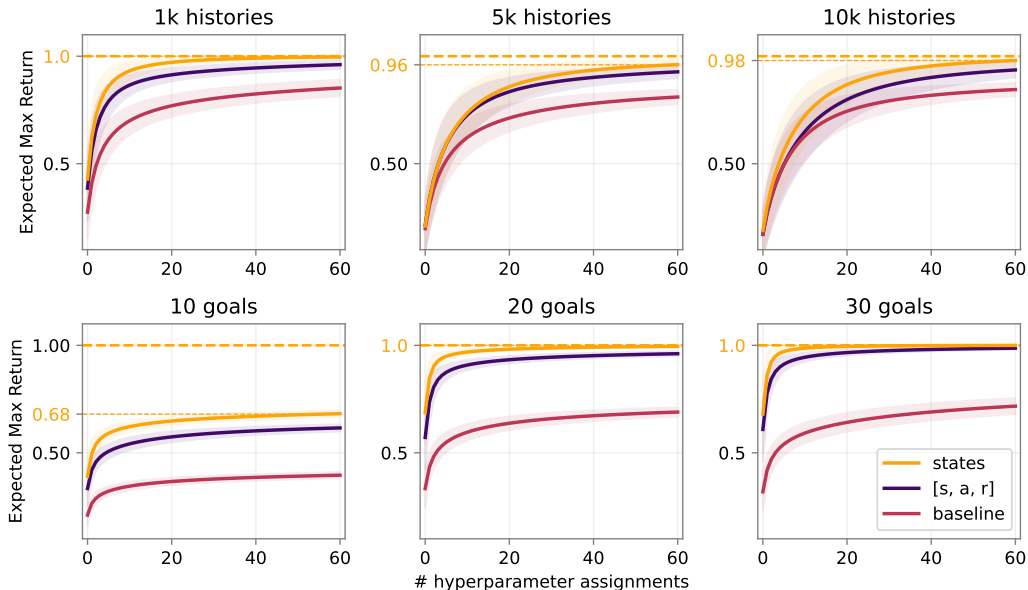 1k histories
5k histories
10k histories
Expected Max Return
1.0
0.5
0 20 40 60
0.96
0.50
0 20 40 60
0.98
0.50
0 20 40 60
10 goals
20 goals
30 goals
Expected Max Return
1.00
0.68
0.50
0 20 40 60
1.0
0.5
0 20 40 60
1.0
0.5
0 20 40 60
states
[s, a, r]
baseline
# hyperparameter assignments